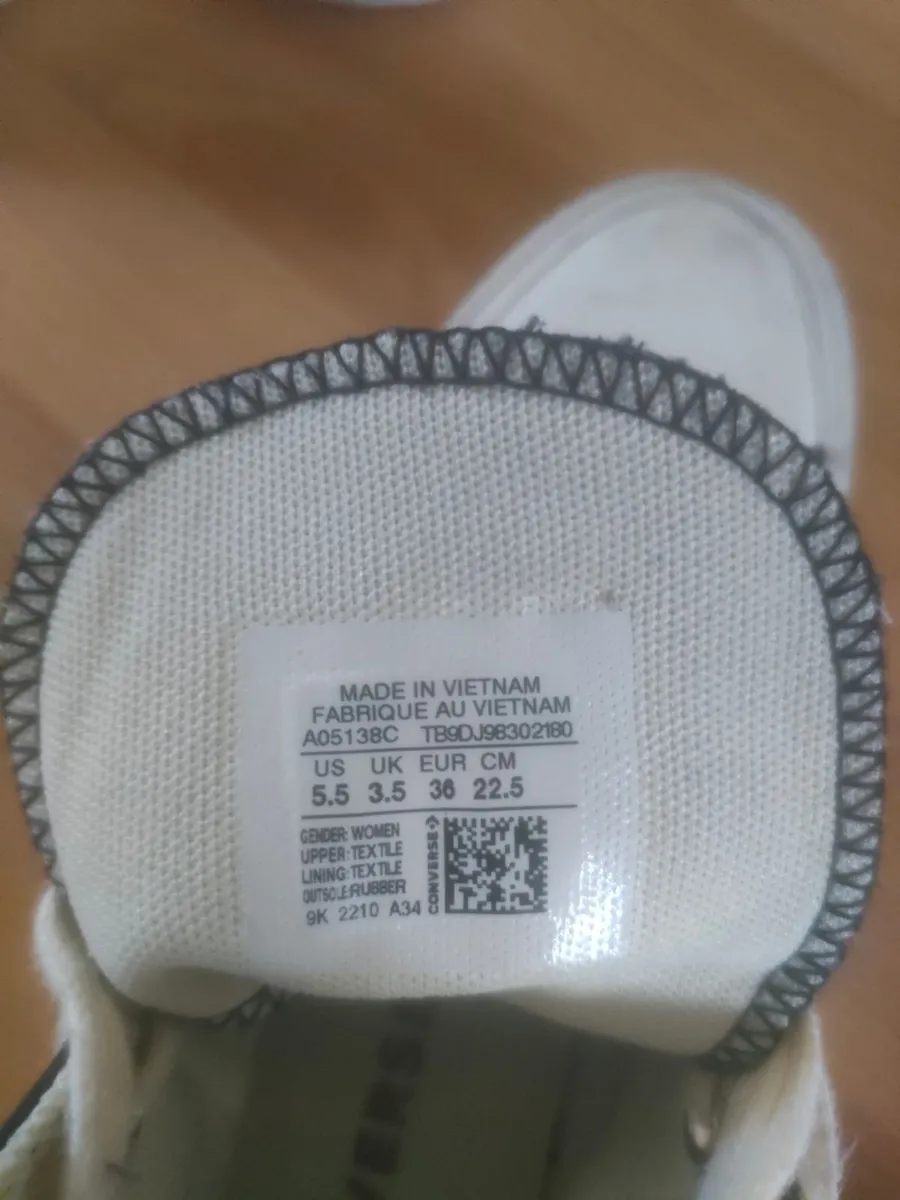 MADE IN VIETNAM
FABRIQUE AU VIETNAM
A05138C TB9DJ98302180
US UK EUR CM
5.5 3.5 36 22.5
GENDER: WOMEN
UPPER: TEXTILE
LINING: TEXTILE
OUTSOLE: RUBBER
9K 2210 A34
CONVERSE